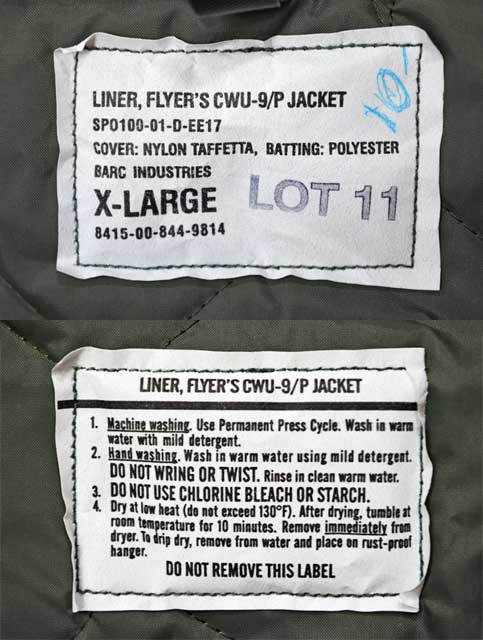 LINER, FLYER'S CWU-9/P JACKET
SPO100-01-D-EE17
COVER: NYLON TAFFETTA, BATTING: POLYESTER
BARC INDUSTRIES
X-LARGE LOT 11
8415-00-844-9814
LINER, FLYER'S CWU-9/P JACKET
1. Machine washing. Use Permanent Press Cycle. Wash in warm
water with mild detergent.
2. Hand washing. Wash in warm water using mild detergent.
DO NOT WRING OR TWIST. Rinse in clean warm water.
3. DO NOT USE CHLORINE BLEACH OR STARCH.
4. Dry at low heat (do not exceed 130°F). After drying, tumble at
room temperature for 10 minutes. Remove immediately from
dryer. To drip dry, remove from water and place on rust-proof
hanger.
DO NOT REMOVE THIS LABEL